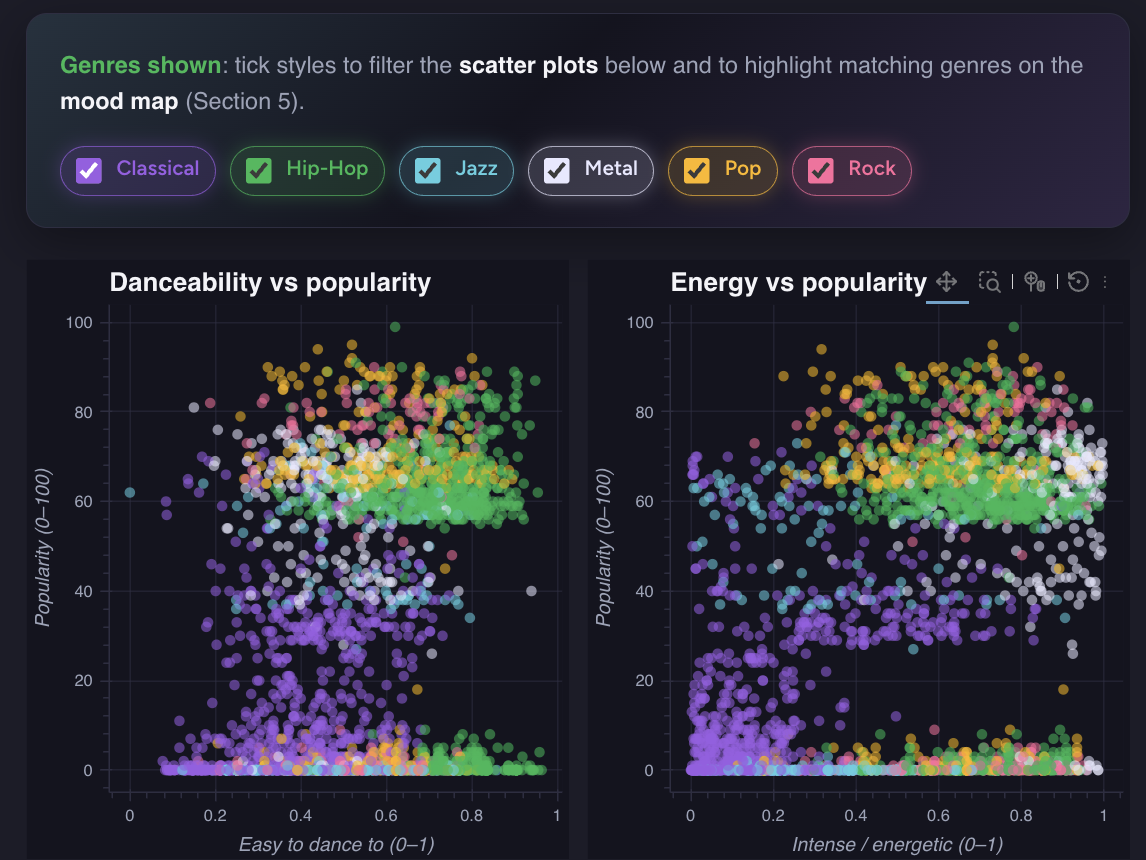 Genres shown: tick styles to filter the scatter plots below and to highlight matching genres on the
mood map (Section 5).
Classical Hip-Hop Jazz Metal Pop Rock
Danceability vs popularity
100
80
60
40
20
0
Popularity (0–100)
0 0.2 0.4 0.6 0.8 1
Easy to dance to (0–1)
Energy vs popularity
100
80
60
40
20
0
Popularity (0–100)
0 0.2 0.4 0.6 0.8 1
Intense / energetic (0–1)